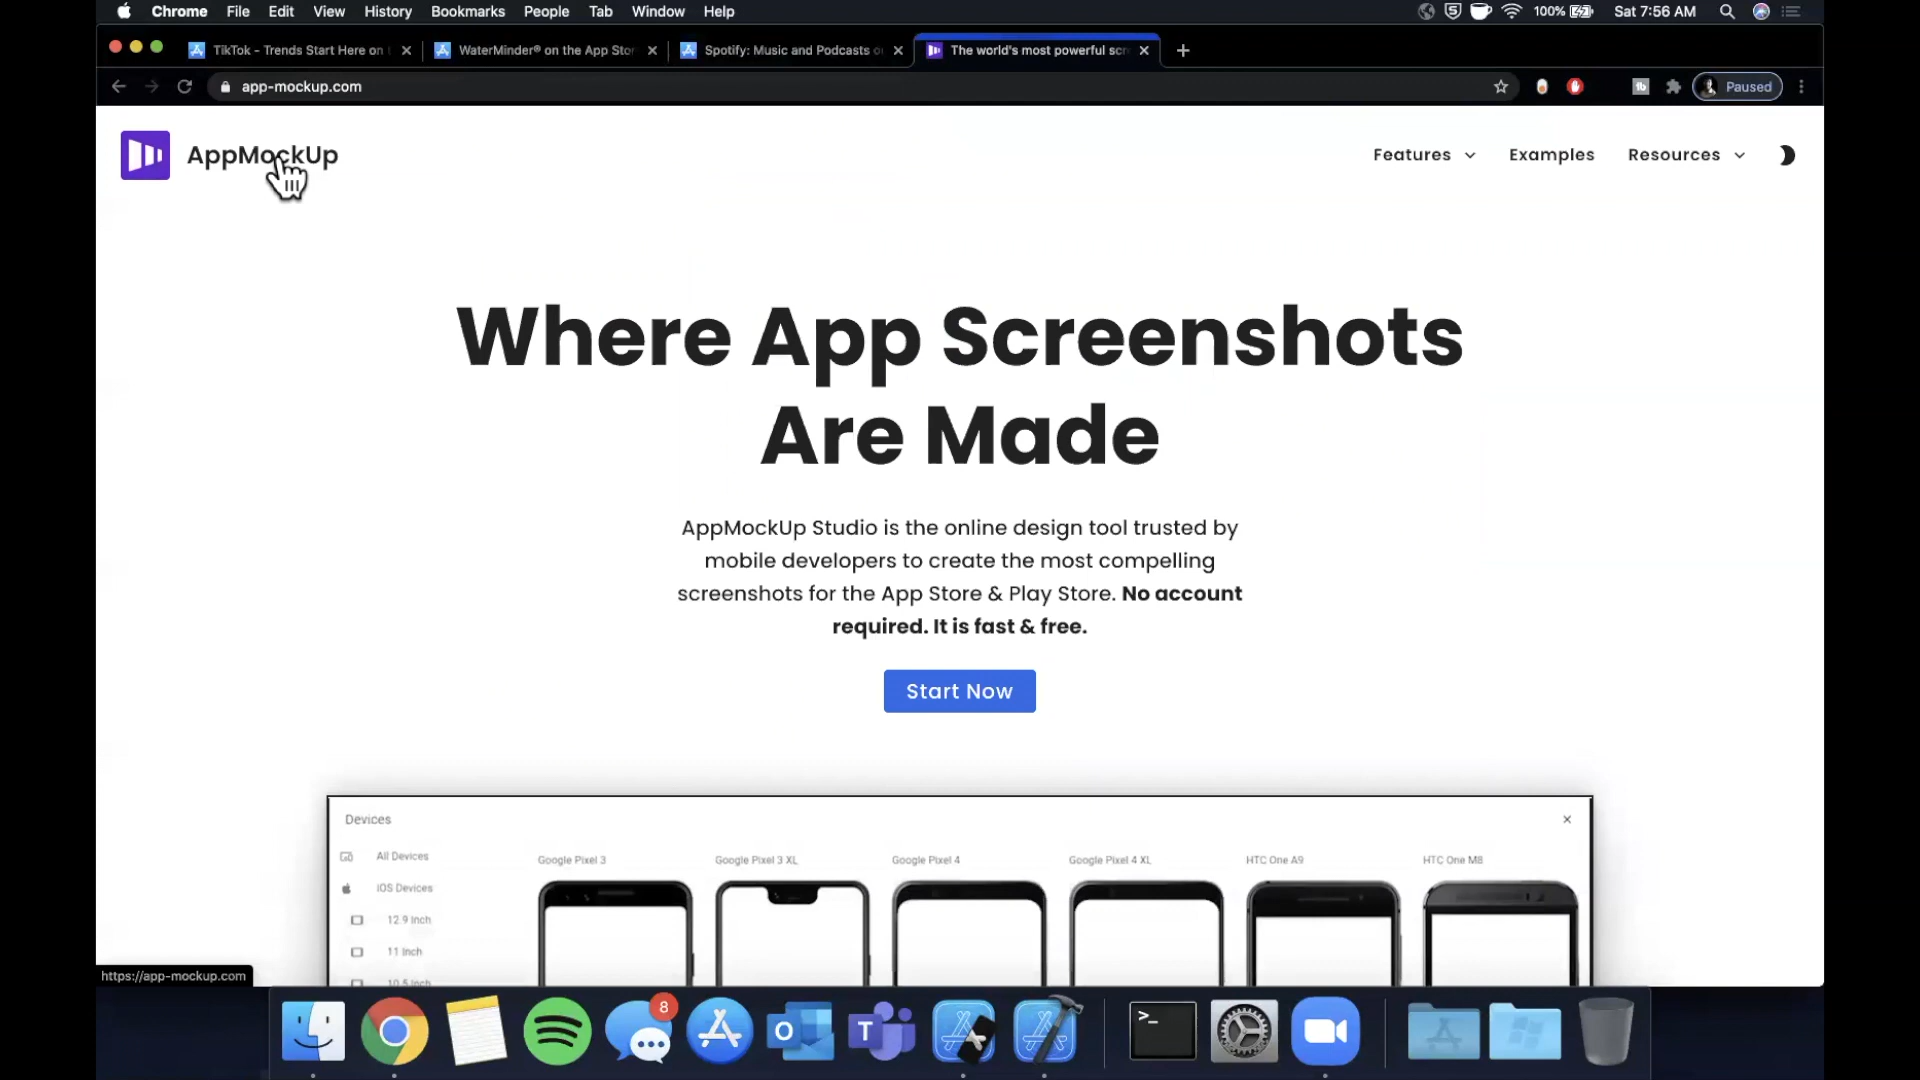 Chrome File Edit View History Bookmarks People Tab Window Help
100% Sat 7:56 AM
TikTok - Trends Start Here on
WaterMinder® on the App Stor
Spotify: Music and Podcasts o
The world's most powerful scr
app-mockup.com
Paused
AppMockUp
Features
Examples
Resources
Where App Screenshots
Are Made
AppMockUp Studio is the online design tool trusted by
mobile developers to create the most compelling
screenshots for the App Store & Play Store. No account
required. It is fast & free.
Start Now
Devices
All Devices
iOS Devices
12.9 Inch
11 Inch
10.5 Inch
Google Pixel 3
Google Pixel 3 XL
Google Pixel 4
Google Pixel 4 XL
HTC One A9
HTC One M8
https://app-mockup.com
8